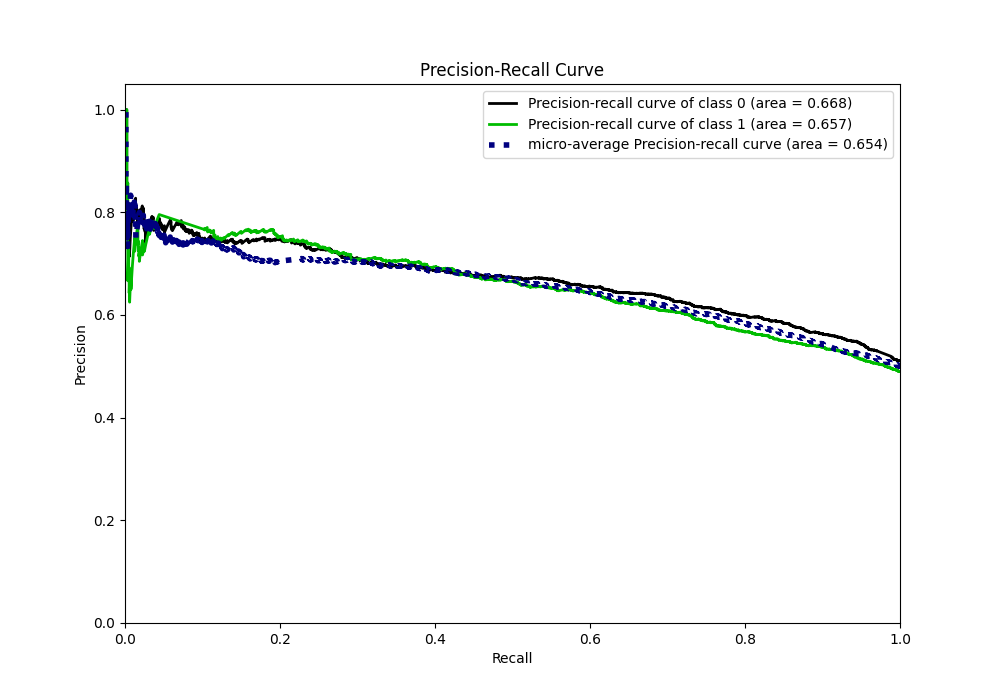 Precision-Recall Curve
Precision-recall curve of class 0 (area = 0.668)
Precision-recall curve of class 1 (area = 0.657)
micro-average Precision-recall curve (area = 0.654)
1.0
0.8
0.6
0.4
0.2
0.0
Precision
0.0 0.2 0.4 0.6 0.8 1.0
Recall